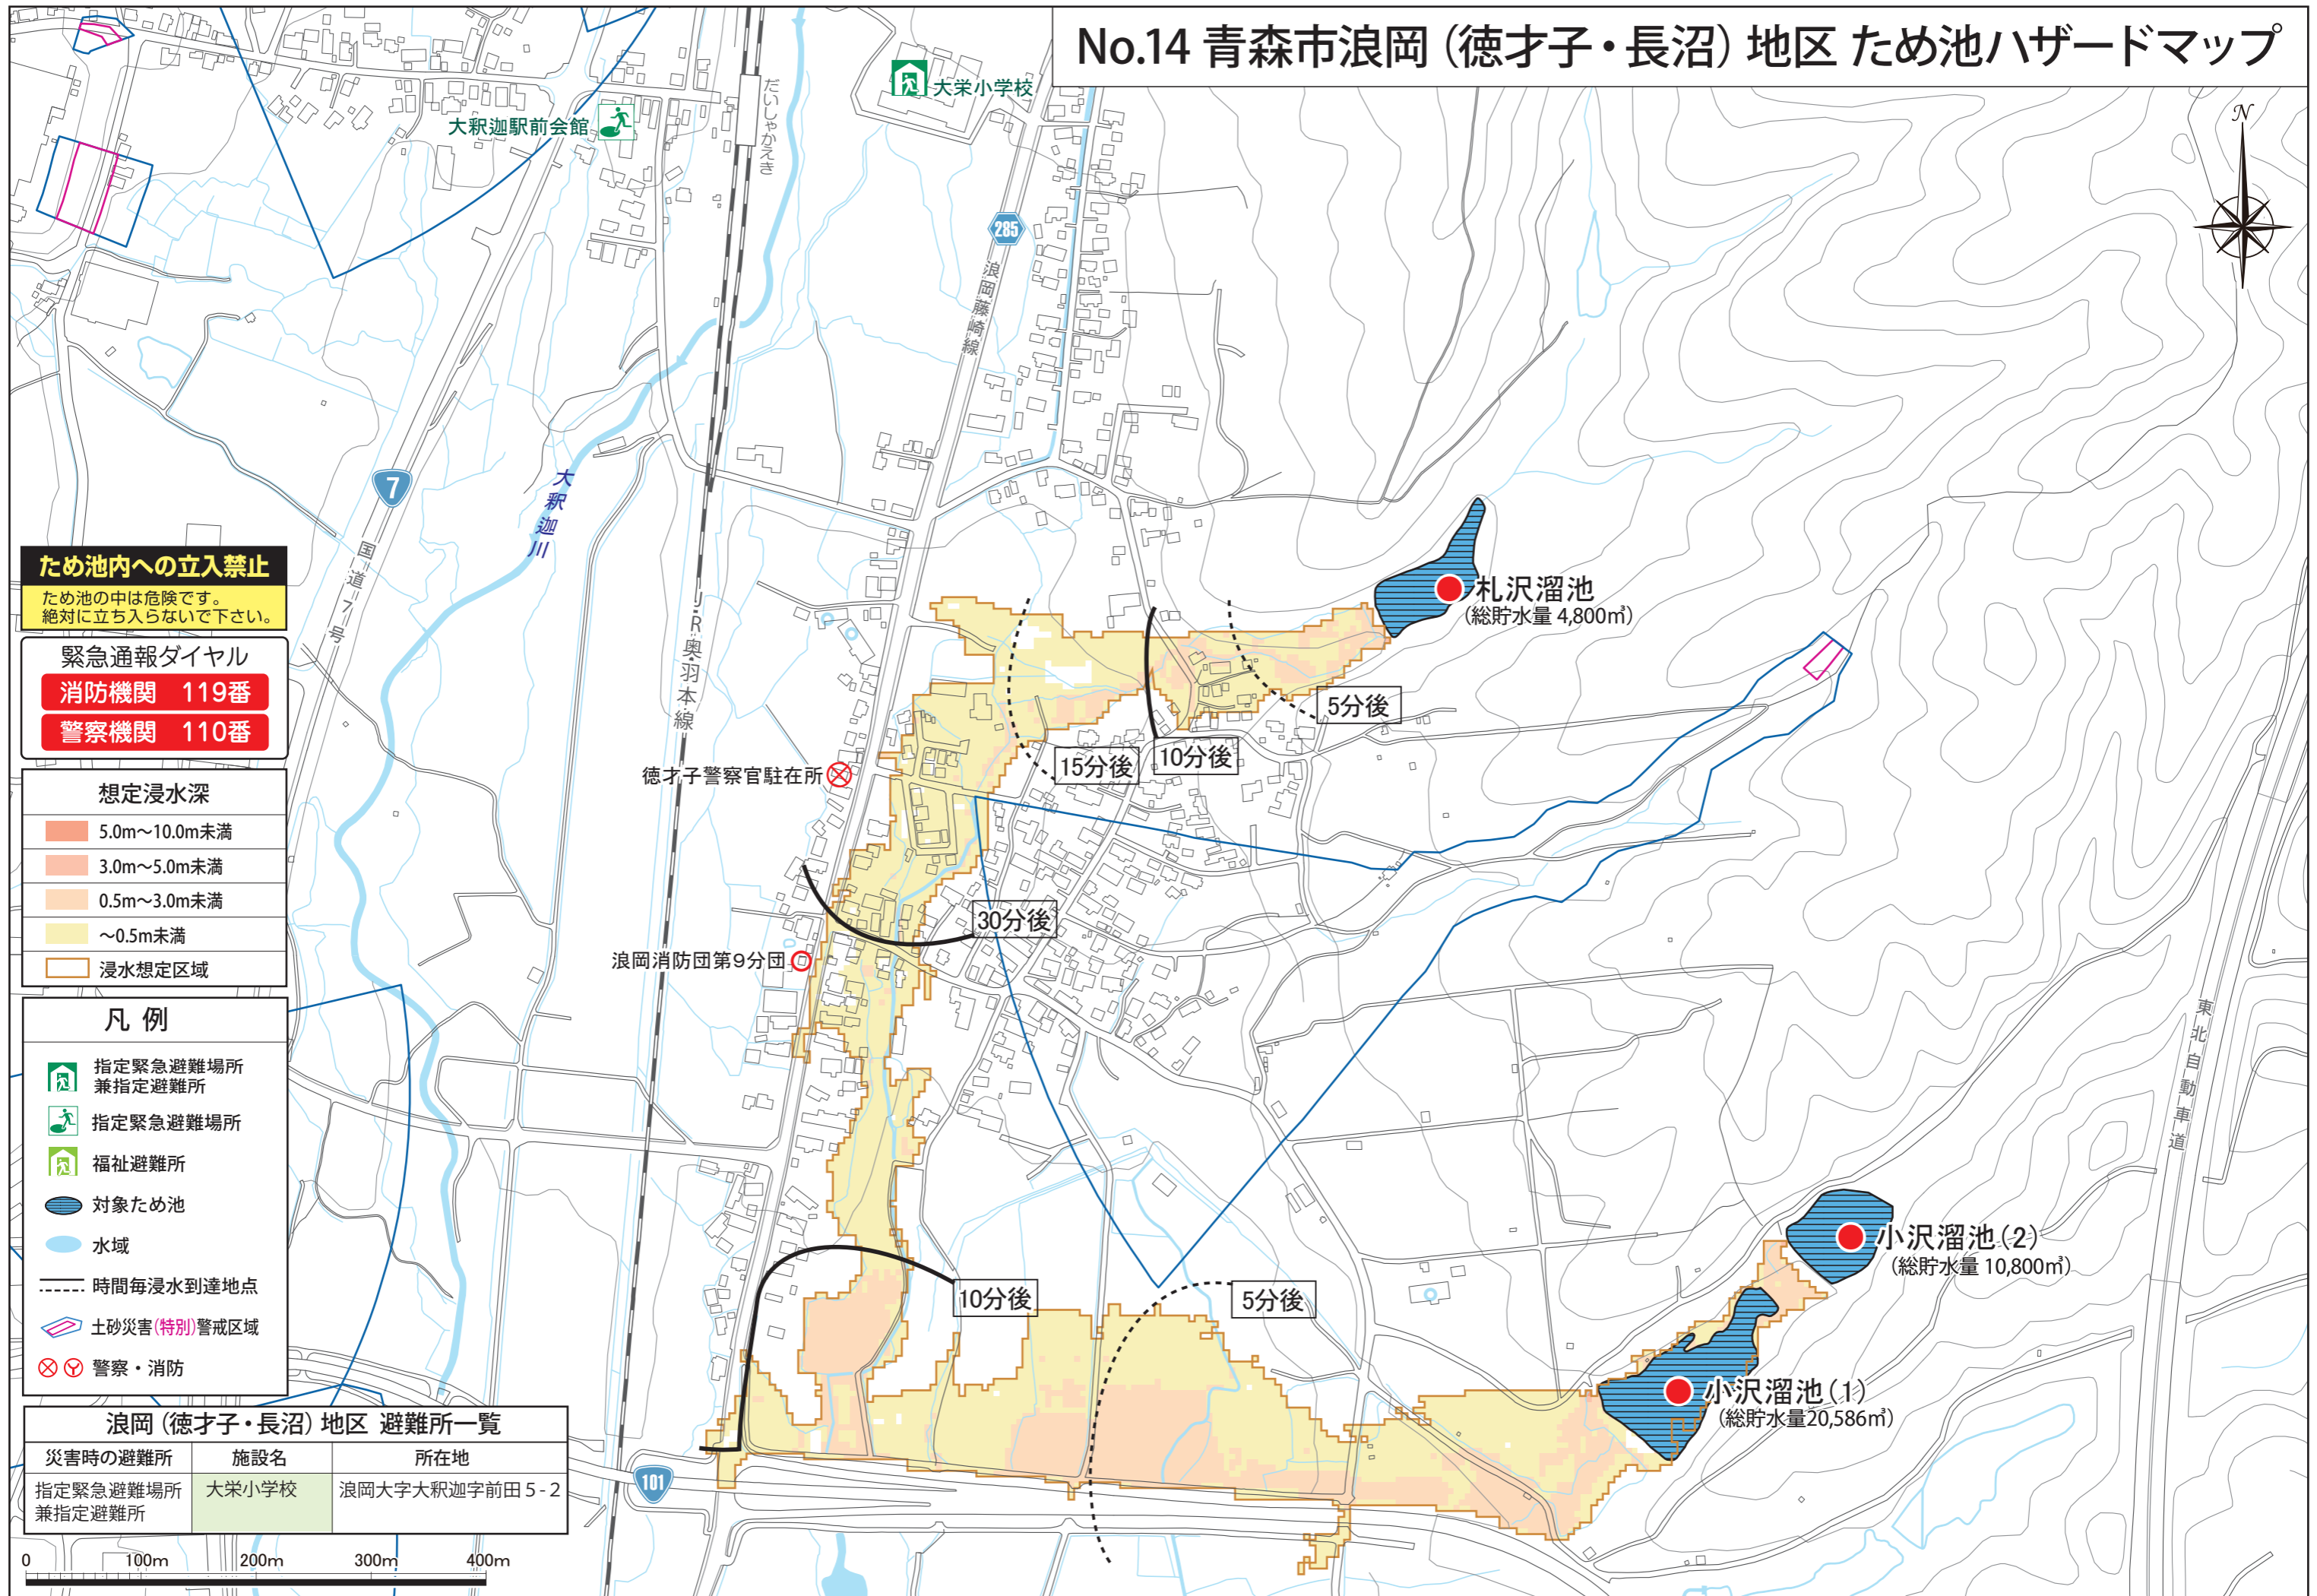 No.14 青森市浪岡（徳才子・長沼）地区 ため池ハザードマップ
N
大栄小学校
大釈迦駅前会館
だいしゃかえき
285
浪岡藤崎線
7
国道7号
大釈迦川
JR奥羽本線
札沢溜池
(総貯水量 4,800㎥)
5分後
10分後
15分後
徳才子警察官駐在所
30分後
浪岡消防団第9分団
東北自動車道
小沢溜池(2)
(総貯水量 10,800㎥)
10分後
5分後
小沢溜池(1)
(総貯水量20,586㎥)
101
ため池内への立入禁止
ため池の中は危険です。
絶対に立ち入らないで下さい。
緊急通報ダイヤル
消防機関 119番
警察機関 110番
想定浸水深
5.0m〜10.0m未満
3.0m〜5.0m未満
0.5m〜3.0m未満
〜0.5m未満
浸水想定区域
凡 例
指定緊急避難場所
兼指定避難所
指定緊急避難場所
福祉避難所
対象ため池
水域
時間毎浸水到達地点
土砂災害(特別)警戒区域
警察・消防
浪岡（徳才子・長沼）地区 避難所一覧
災害時の避難所 施設名 所在地
指定緊急避難場所 大栄小学校 浪岡大字大釈迦字前田 5 - 2
兼指定避難所
0 100m 200m 300m 400m